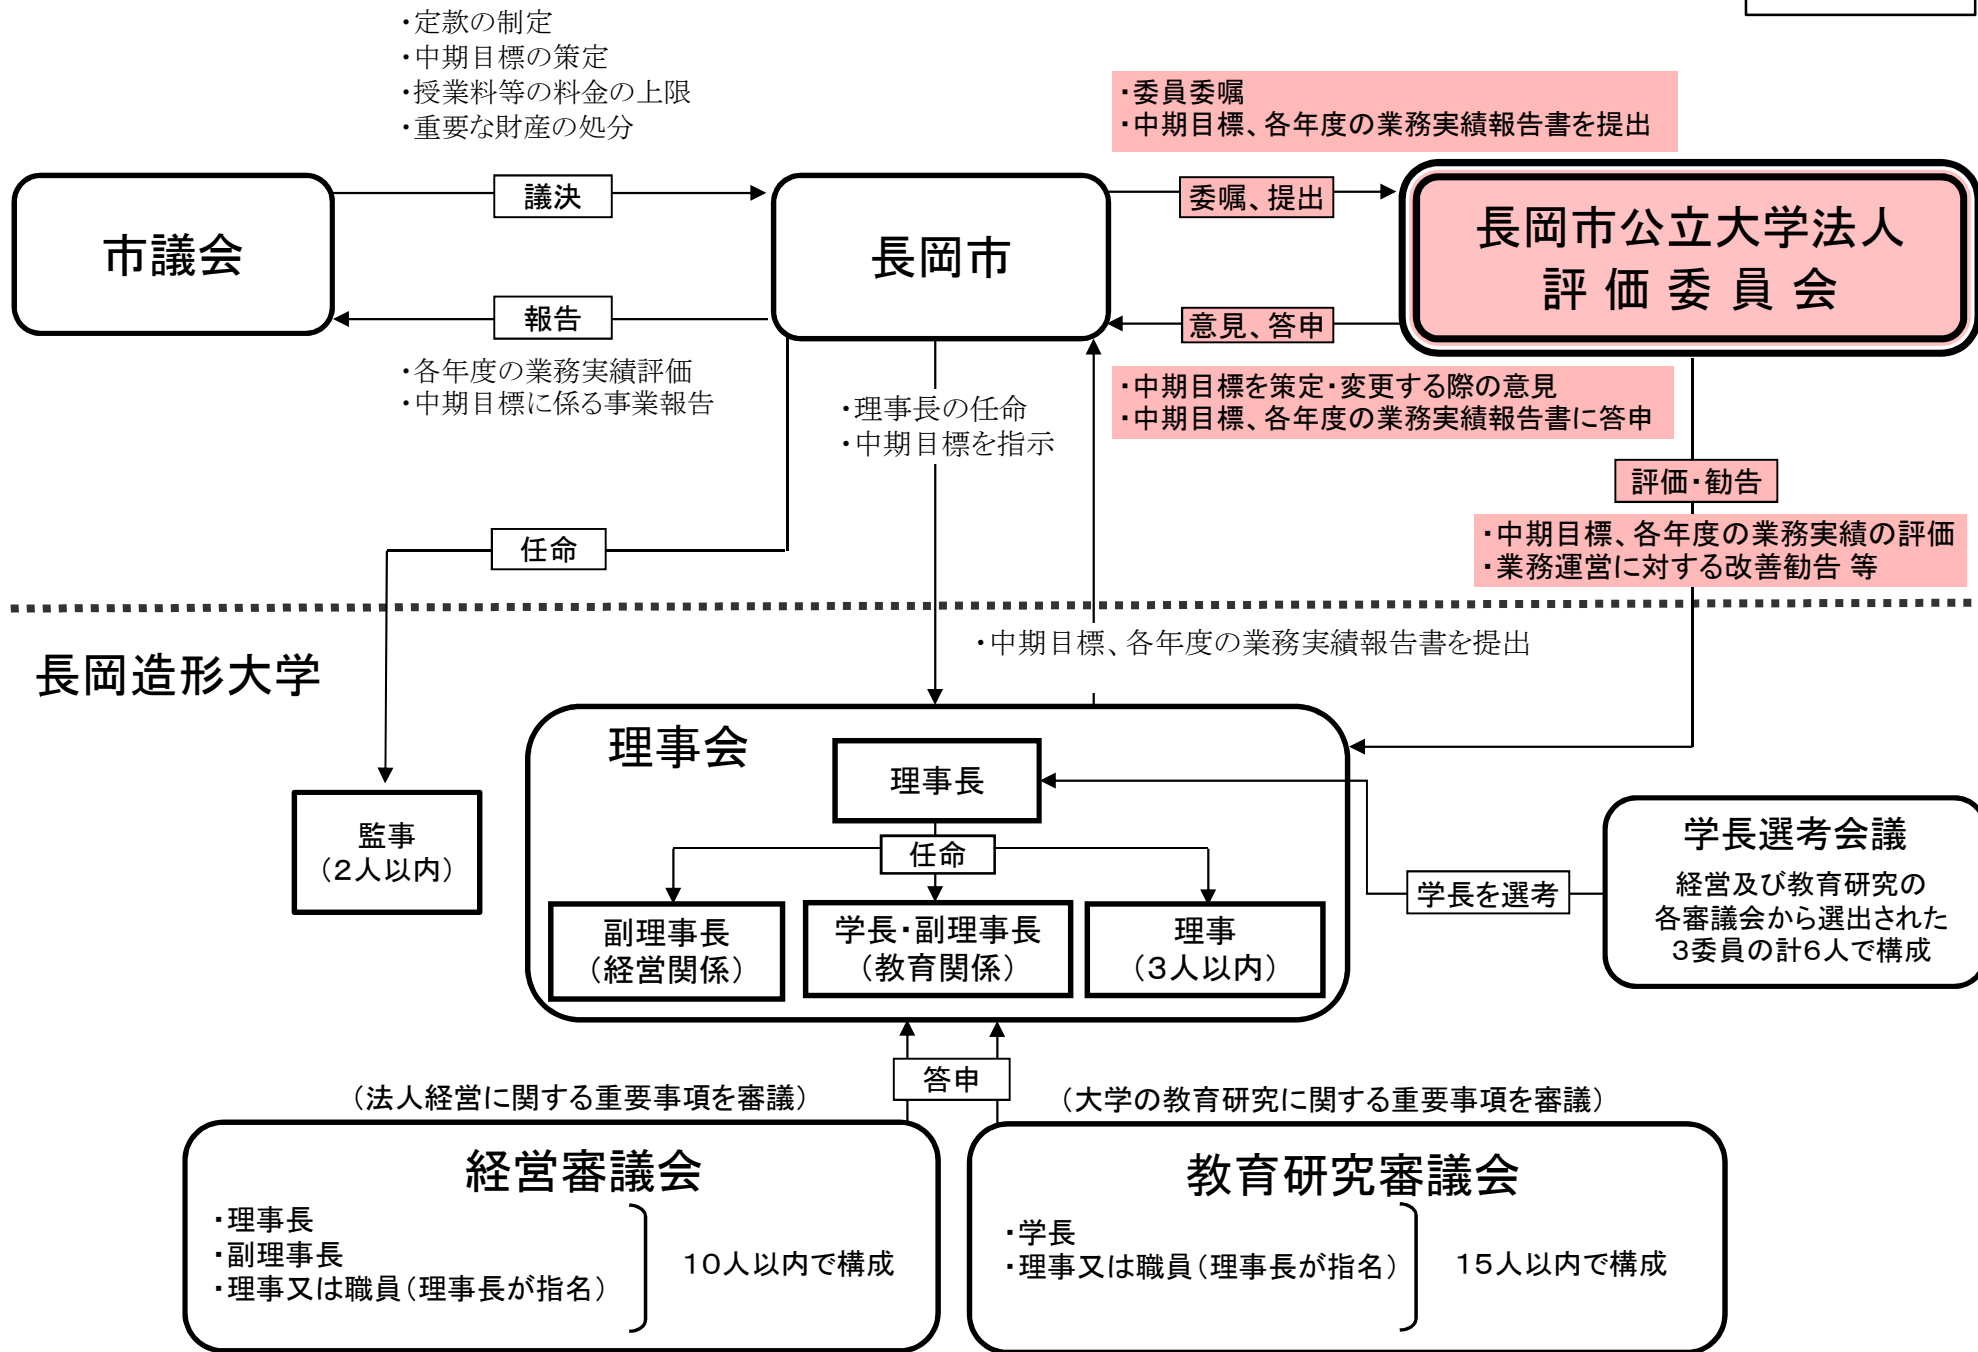 ・定款の制定
・中期目標の策定
・授業料等の料金の上限
・重要な財産の処分
・委員委嘱
・中期目標、各年度の業務実績報告書を提出
市議会
議決
長岡市
委嘱、提出
長岡市公立大学法人
評価委員会
報告
意見、答申
・各年度の業務実績評価
・中期目標に係る事業報告
・理事長の任命
・中期目標を指示
・中期目標を策定・変更する際の意見
・中期目標、各年度の業務実績報告書に答申
評価・勧告
・中期目標、各年度の業務実績の評価
・業務運営に対する改善勧告 等
任命
・中期目標、各年度の業務実績報告書を提出
長岡造形大学
理事会
理事長
監事
（2人以内）
任命
副理事長
（経営関係）
学長・副理事長
（教育関係）
理事
（3人以内）
学長を選考
学長選考会議
経営及び教育研究の
各審議会から選出された
3委員の計6人で構成
答申
（法人経営に関する重要事項を審議）
（大学の教育研究に関する重要事項を審議）
経営審議会
・理事長
・副理事長
・理事又は職員（理事長が指名）
10人以内で構成
教育研究審議会
・学長
・理事又は職員（理事長が指名）
15人以内で構成